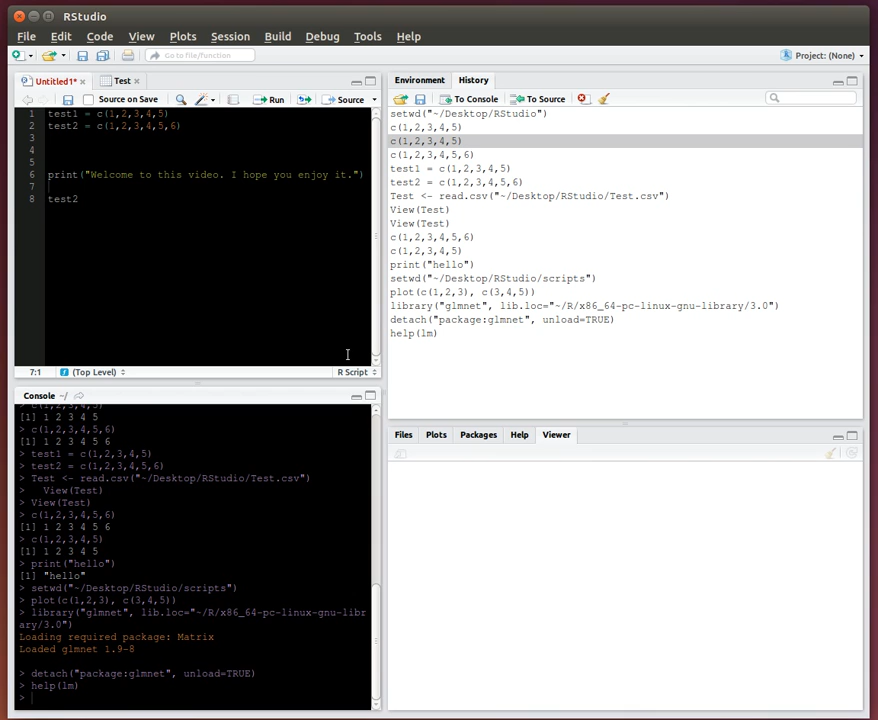 RStudio
File Edit Code View Plots Session Build Debug Tools Help
Go to file/function
Project: (None)
Untitled1* Test
Source on Save Run Source
1 test1 = c(1,2,3,4,5)
2 test2 = c(1,2,3,4,5,6)
3
4
5
6 print("Welcome to this video. I hope you enjoy it.")
7
8 test2
7:1 (Top Level) R Script
Console ~/
> c(1,2,3,4,5)
[1] 1 2 3 4 5
> c(1,2,3,4,5,6)
[1] 1 2 3 4 5 6
> test1 = c(1,2,3,4,5)
> test2 = c(1,2,3,4,5,6)
> Test <- read.csv("~/Desktop/RStudio/Test.csv")
>   View(Test)
> View(Test)
> c(1,2,3,4,5,6)
[1] 1 2 3 4 5 6
> c(1,2,3,4,5)
[1] 1 2 3 4 5
> print("hello")
[1] "hello"
> setwd("~/Desktop/RStudio/scripts")
> plot(c(1,2,3), c(3,4,5))
> library("glmnet", lib.loc="~/R/x86_64-pc-linux-gnu-libr
ary/3.0")
Loading required package: Matrix
Loaded glmnet 1.9-8
> detach("package:glmnet", unload=TRUE)
> help(lm)
>
Environment History
To Console To Source
setwd("~/Desktop/RStudio")
c(1,2,3,4,5)
c(1,2,3,4,5)
c(1,2,3,4,5,6)
test1 = c(1,2,3,4,5)
test2 = c(1,2,3,4,5,6)
Test <- read.csv("~/Desktop/RStudio/Test.csv")
View(Test)
View(Test)
c(1,2,3,4,5,6)
c(1,2,3,4,5)
print("hello")
setwd("~/Desktop/RStudio/scripts")
plot(c(1,2,3), c(3,4,5))
library("glmnet", lib.loc="~/R/x86_64-pc-linux-gnu-library/3.0")
detach("package:glmnet", unload=TRUE)
help(lm)
Files Plots Packages Help Viewer